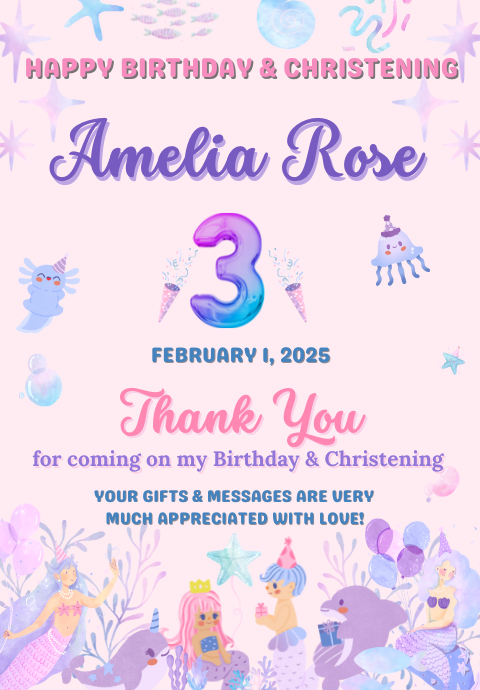 HAPPY BIRTHDAY & CHRISTENING
Amelia Rose
3
FEBRUARY 1, 2025
Thank You
for coming on my Birthday & Christening
YOUR GIFTS & MESSAGES ARE VERY
MUCH APPRECIATED WITH LOVE!